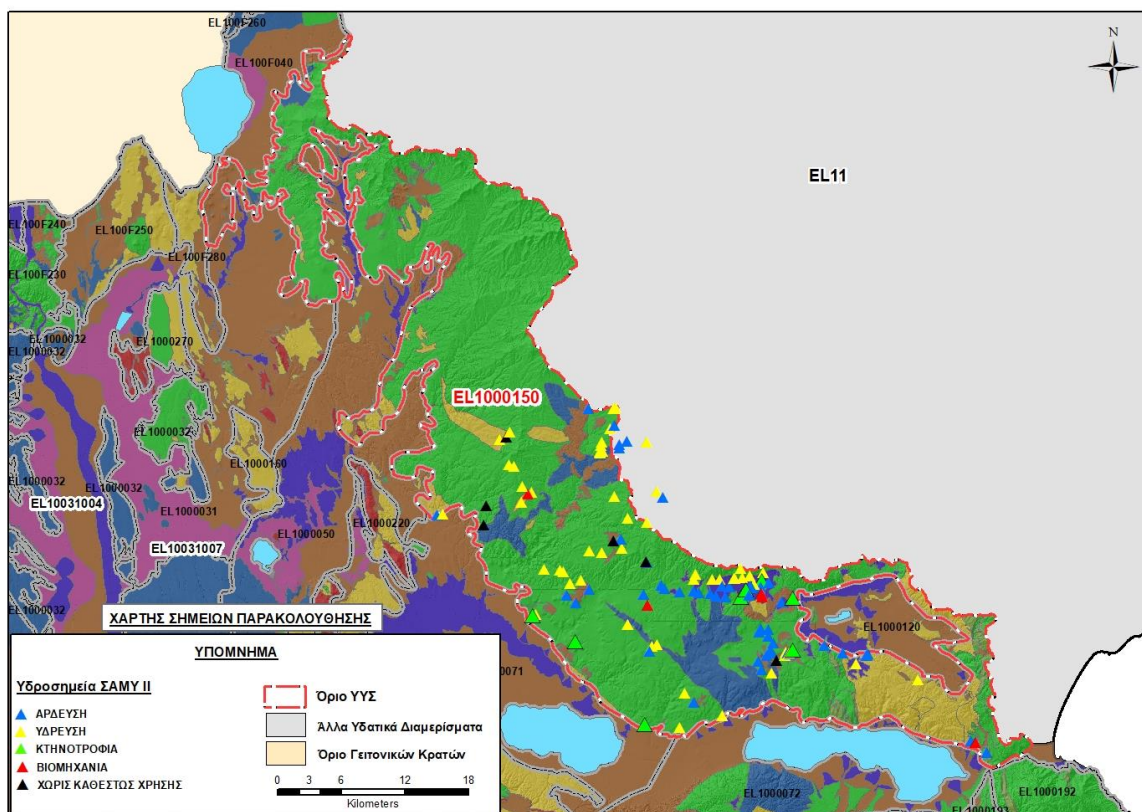 EL100F260
EL100F040
N
EL11
EL100F240
EL100F250
EL100F280
EL100F230
EL1000032
EL1000032
EL1000270
EL1000150
EL1000032
EL1000160
EL1000032
EL1000032
EL10031004
EL1000031
EL1000220
EL1000050
EL10031007
EL1000032
EL1000120
ΧΑΡΤΗΣ ΣΗΜΕΙΩΝ ΠΑΡΑΚΟΛΟΥΘΗΣΗΣ
ΥΠΟΜΝΗΜΑ
Υδροσημεία ΣΑΜΥ ΙΙ
ΑΡΔΕΥΣΗ
ΥΔΡΕΥΣΗ
ΚΤΗΝΟΤΡΟΦΙΑ
ΒΙΟΜΗΧΑΝΙΑ
ΧΩΡΙΣ ΚΑΘΕΣΤΩΣ ΧΡΗΣΗΣ
Όριο ΥΥΣ
Άλλα Υδατικά Διαμερίσματα
Όριο Γειτονικών Κρατών
0 3 6 12 18
Kilometers
EL1000072
EL1000193
EL1000192